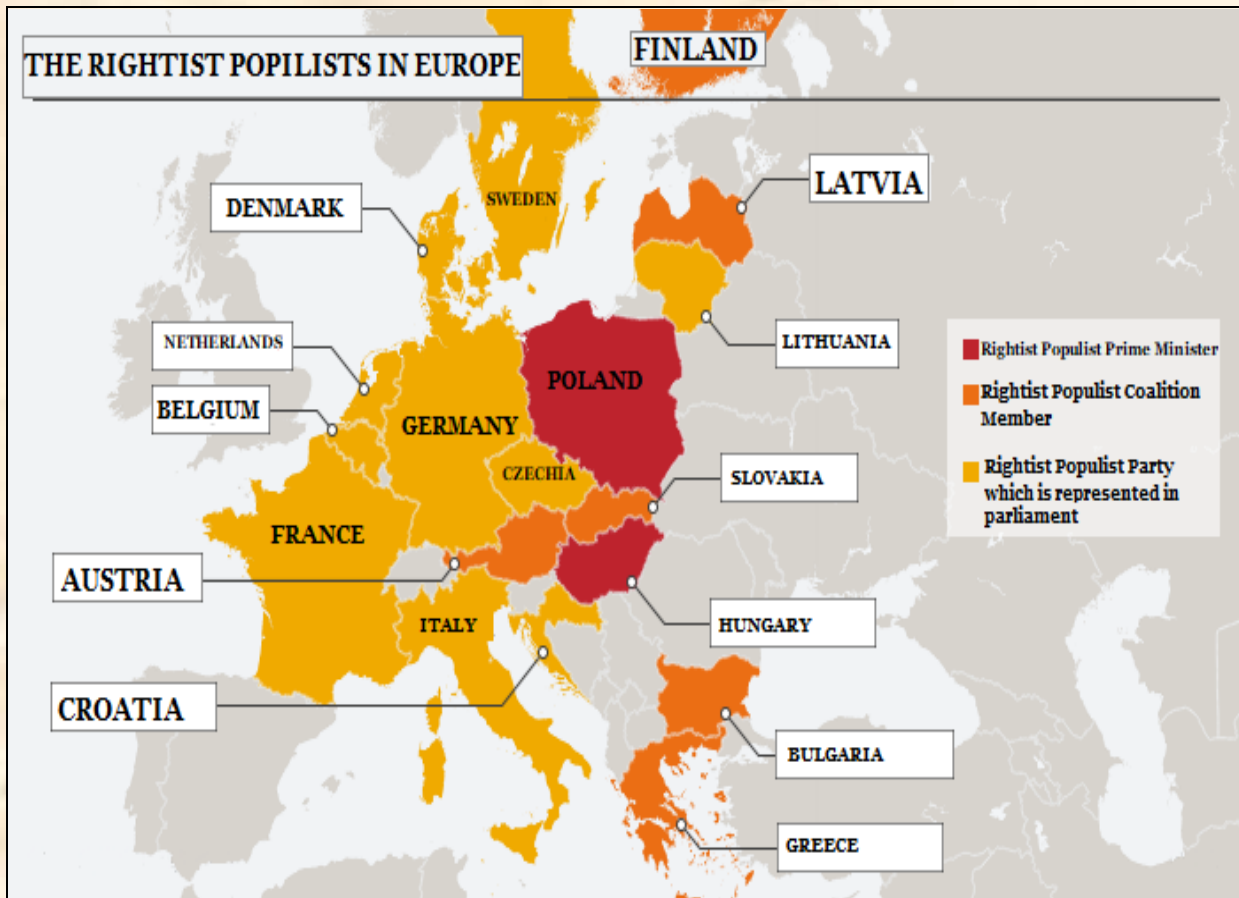 THE RIGHTIST POPILISTS IN EUROPE
FINLAND
LATVIA
DENMARK
SWEDEN
NETHERLANDS
LITHUANIA
BELGIUM
POLAND
GERMANY
CZECHIA
SLOVAKIA
FRANCE
AUSTRIA
ITALY
HUNGARY
CROATIA
BULGARIA
GREECE
Rightist Populist Prime Minister
Rightist Populist Coalition
Member
Rightist Populist Party
which is represented in
parliament